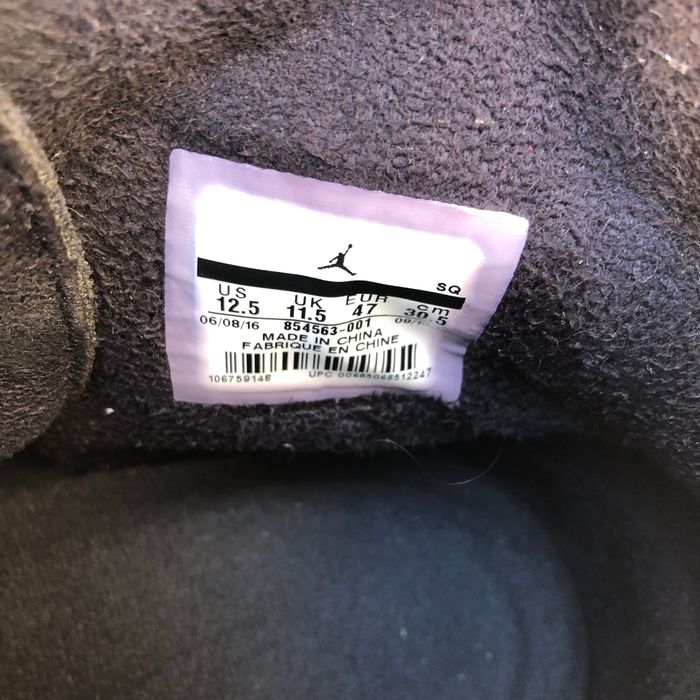 SQ
US UK EUR cm
12.5 11.5 47 30.5
06/08/16 854563-001
MADE IN CHINA
FABRIQUE EN CHINE
106759146 UPC